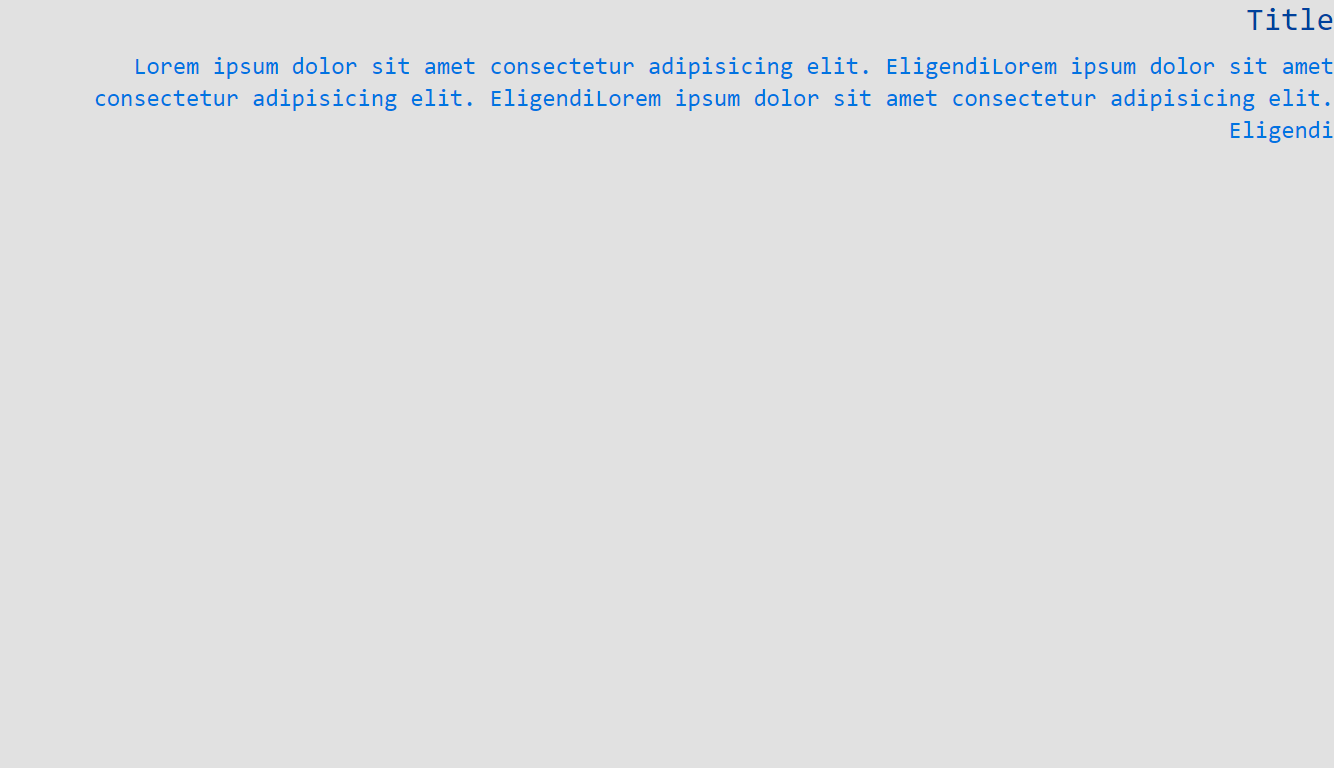 Title
Lorem ipsum dolor sit amet consectetur adipisicing elit. EligendiLorem ipsum dolor sit amet
consectetur adipisicing elit. EligendiLorem ipsum dolor sit amet consectetur adipisicing elit.
Eligendi